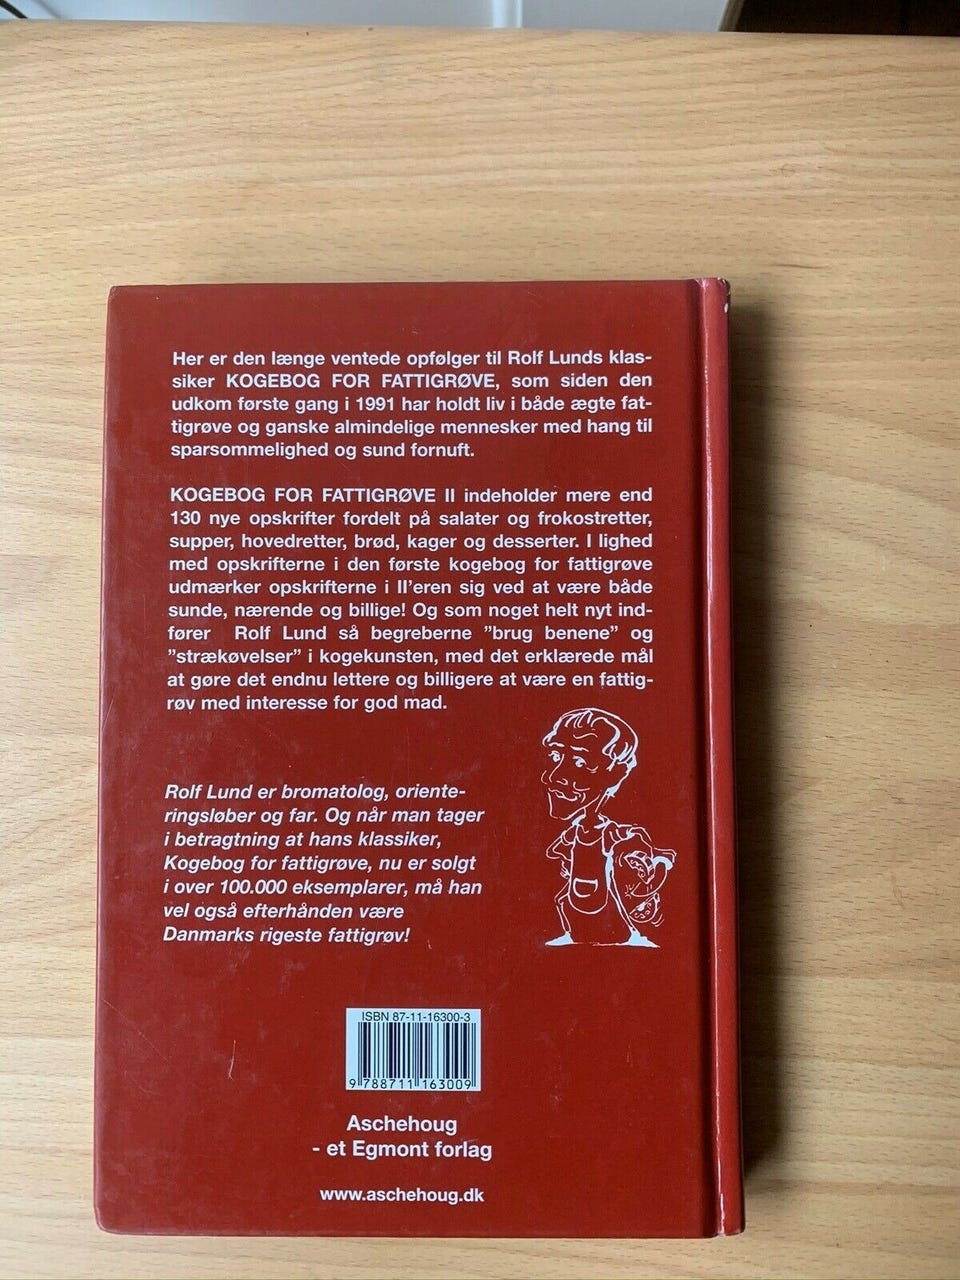 Her er den længe ventede opfølger til Rolf Lunds klas-
siker KOGEBOG FOR FATTIGRØVE, som siden den
udkom første gang i 1991 har holdt liv i både ægte fat-
tigrøve og ganske almindelige mennesker med hang til
sparsommelighed og sund fornuft.
KOGEBOG FOR FATTIGRØVE II indeholder mere end
130 nye opskrifter fordelt på salater og frokostretter,
supper, hovedretter, brød, kager og desserter. I lighed
med opskrifterne i den første kogebog for fattigrøve
udmærker opskrifterne i II'eren sig ved at være både
sunde, nærende og billige! Og som noget helt nyt ind-
fører Rolf Lund så begreberne ”brug benene” og
”strækøvelser” i kogekunsten, med det erklærede mål
at gøre det endnu lettere og billigere at være en fattig-
røv med interesse for god mad.
Rolf Lund er bromatolog, oriente-
ringsløber og far. Og når man tager
i betragtning at hans klassiker,
Kogebog for fattigrøve, nu er solgt
i over 100.000 eksemplarer, må han
vel også efterhånden være
Danmarks rigeste fattigrøv!
ISBN 87-11-16300-3
9 788711 163009
Aschehoug
- et Egmont forlag
www.aschehoug.dk